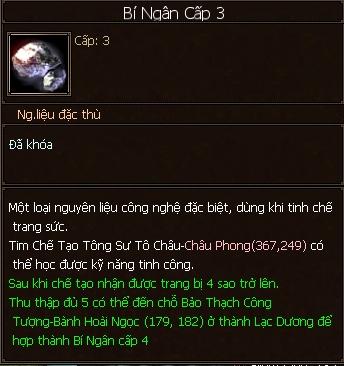 Bí Ngân Cấp 3
Cấp: 3
Ng.liệu đặc thù
Đã khóa
Một loại nguyên liệu công nghệ đặc biệt, dùng khi tinh chế
trang sức.
Tìm Chế Tạo Tông Sư Tô Châu-Châu Phong(367,249) có
thể học được kỹ năng tinh công.
Sau khi chế tạo nhận được trang bị 4 sao trở lên.
Thu thập đủ 5 có thể đến chỗ Bảo Thạch Công
Tượng-Bành Hoài Ngọc (179, 182) ở thành Lạc Dương để
hợp thành Bí Ngân cấp 4